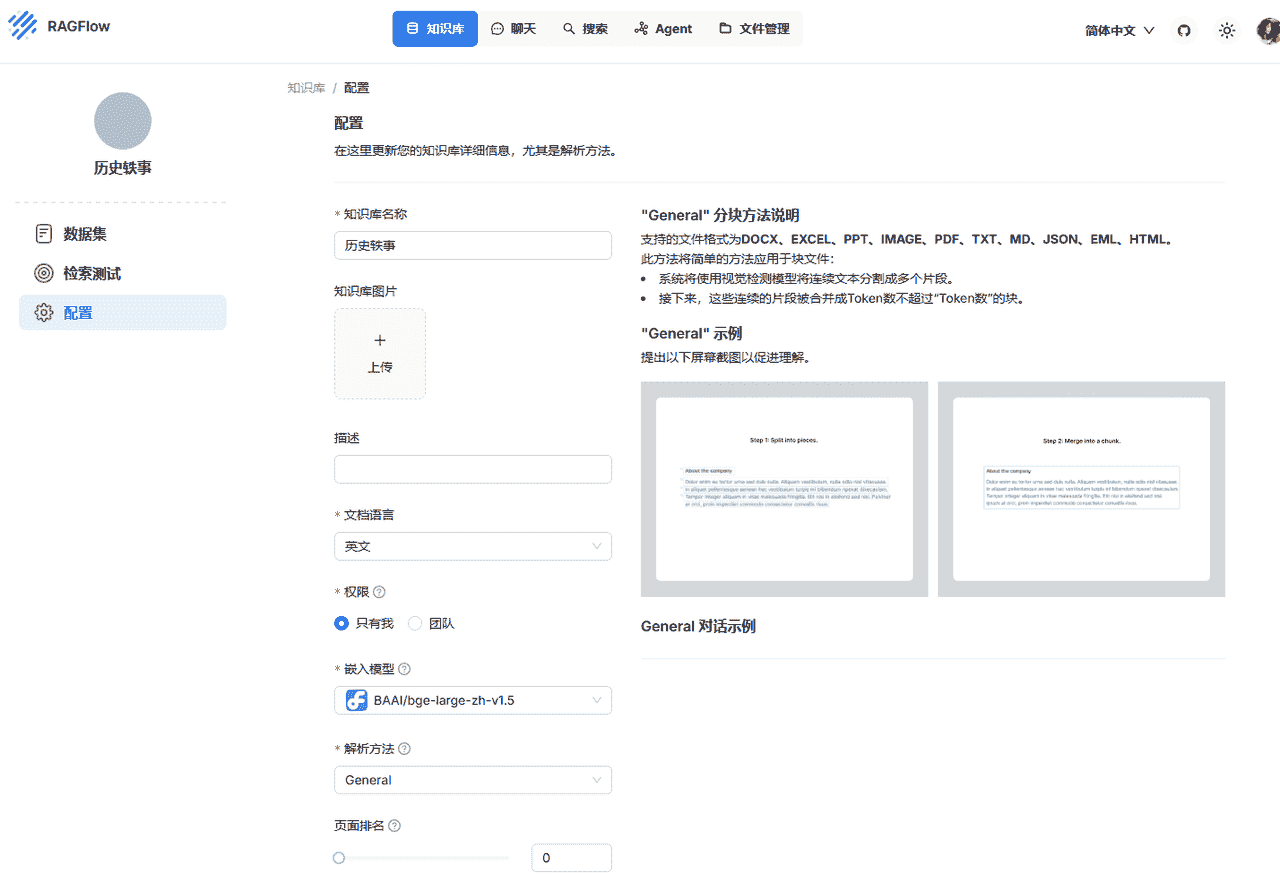 RAGFlow
知识库
聊天
搜索
Agent
文件管理
简体中文
历史轶事
数据集
检索测试
配置
知识库 / 配置
配置
在这里更新您的知识库详细信息，尤其是解析方法。
* 知识库名称
历史轶事
知识库图片
+
上传
描述
* 文档语言
英文
* 权限
只有我
团队
* 嵌入模型
BAAI/bge-large-zh-v1.5
* 解析方法
General
页面排名
0
"General" 分块方法说明
支持的文件格式为DOCX、EXCEL、PPT、IMAGE、PDF、TXT、MD、JSON、EML、HTML。
此方法将简单的方法应用于块文件：
• 系统将使用视觉检测模型将连续文本分割成多个片段。
• 接下来，这些连续的片段被合并成Token数不超过“Token数”的块。
"General" 示例
提出以下屏幕截图以促进理解。
Step 1: Split into pieces.
About the company
Step 2: Merge into a chunk.
About the company
General 对话示例